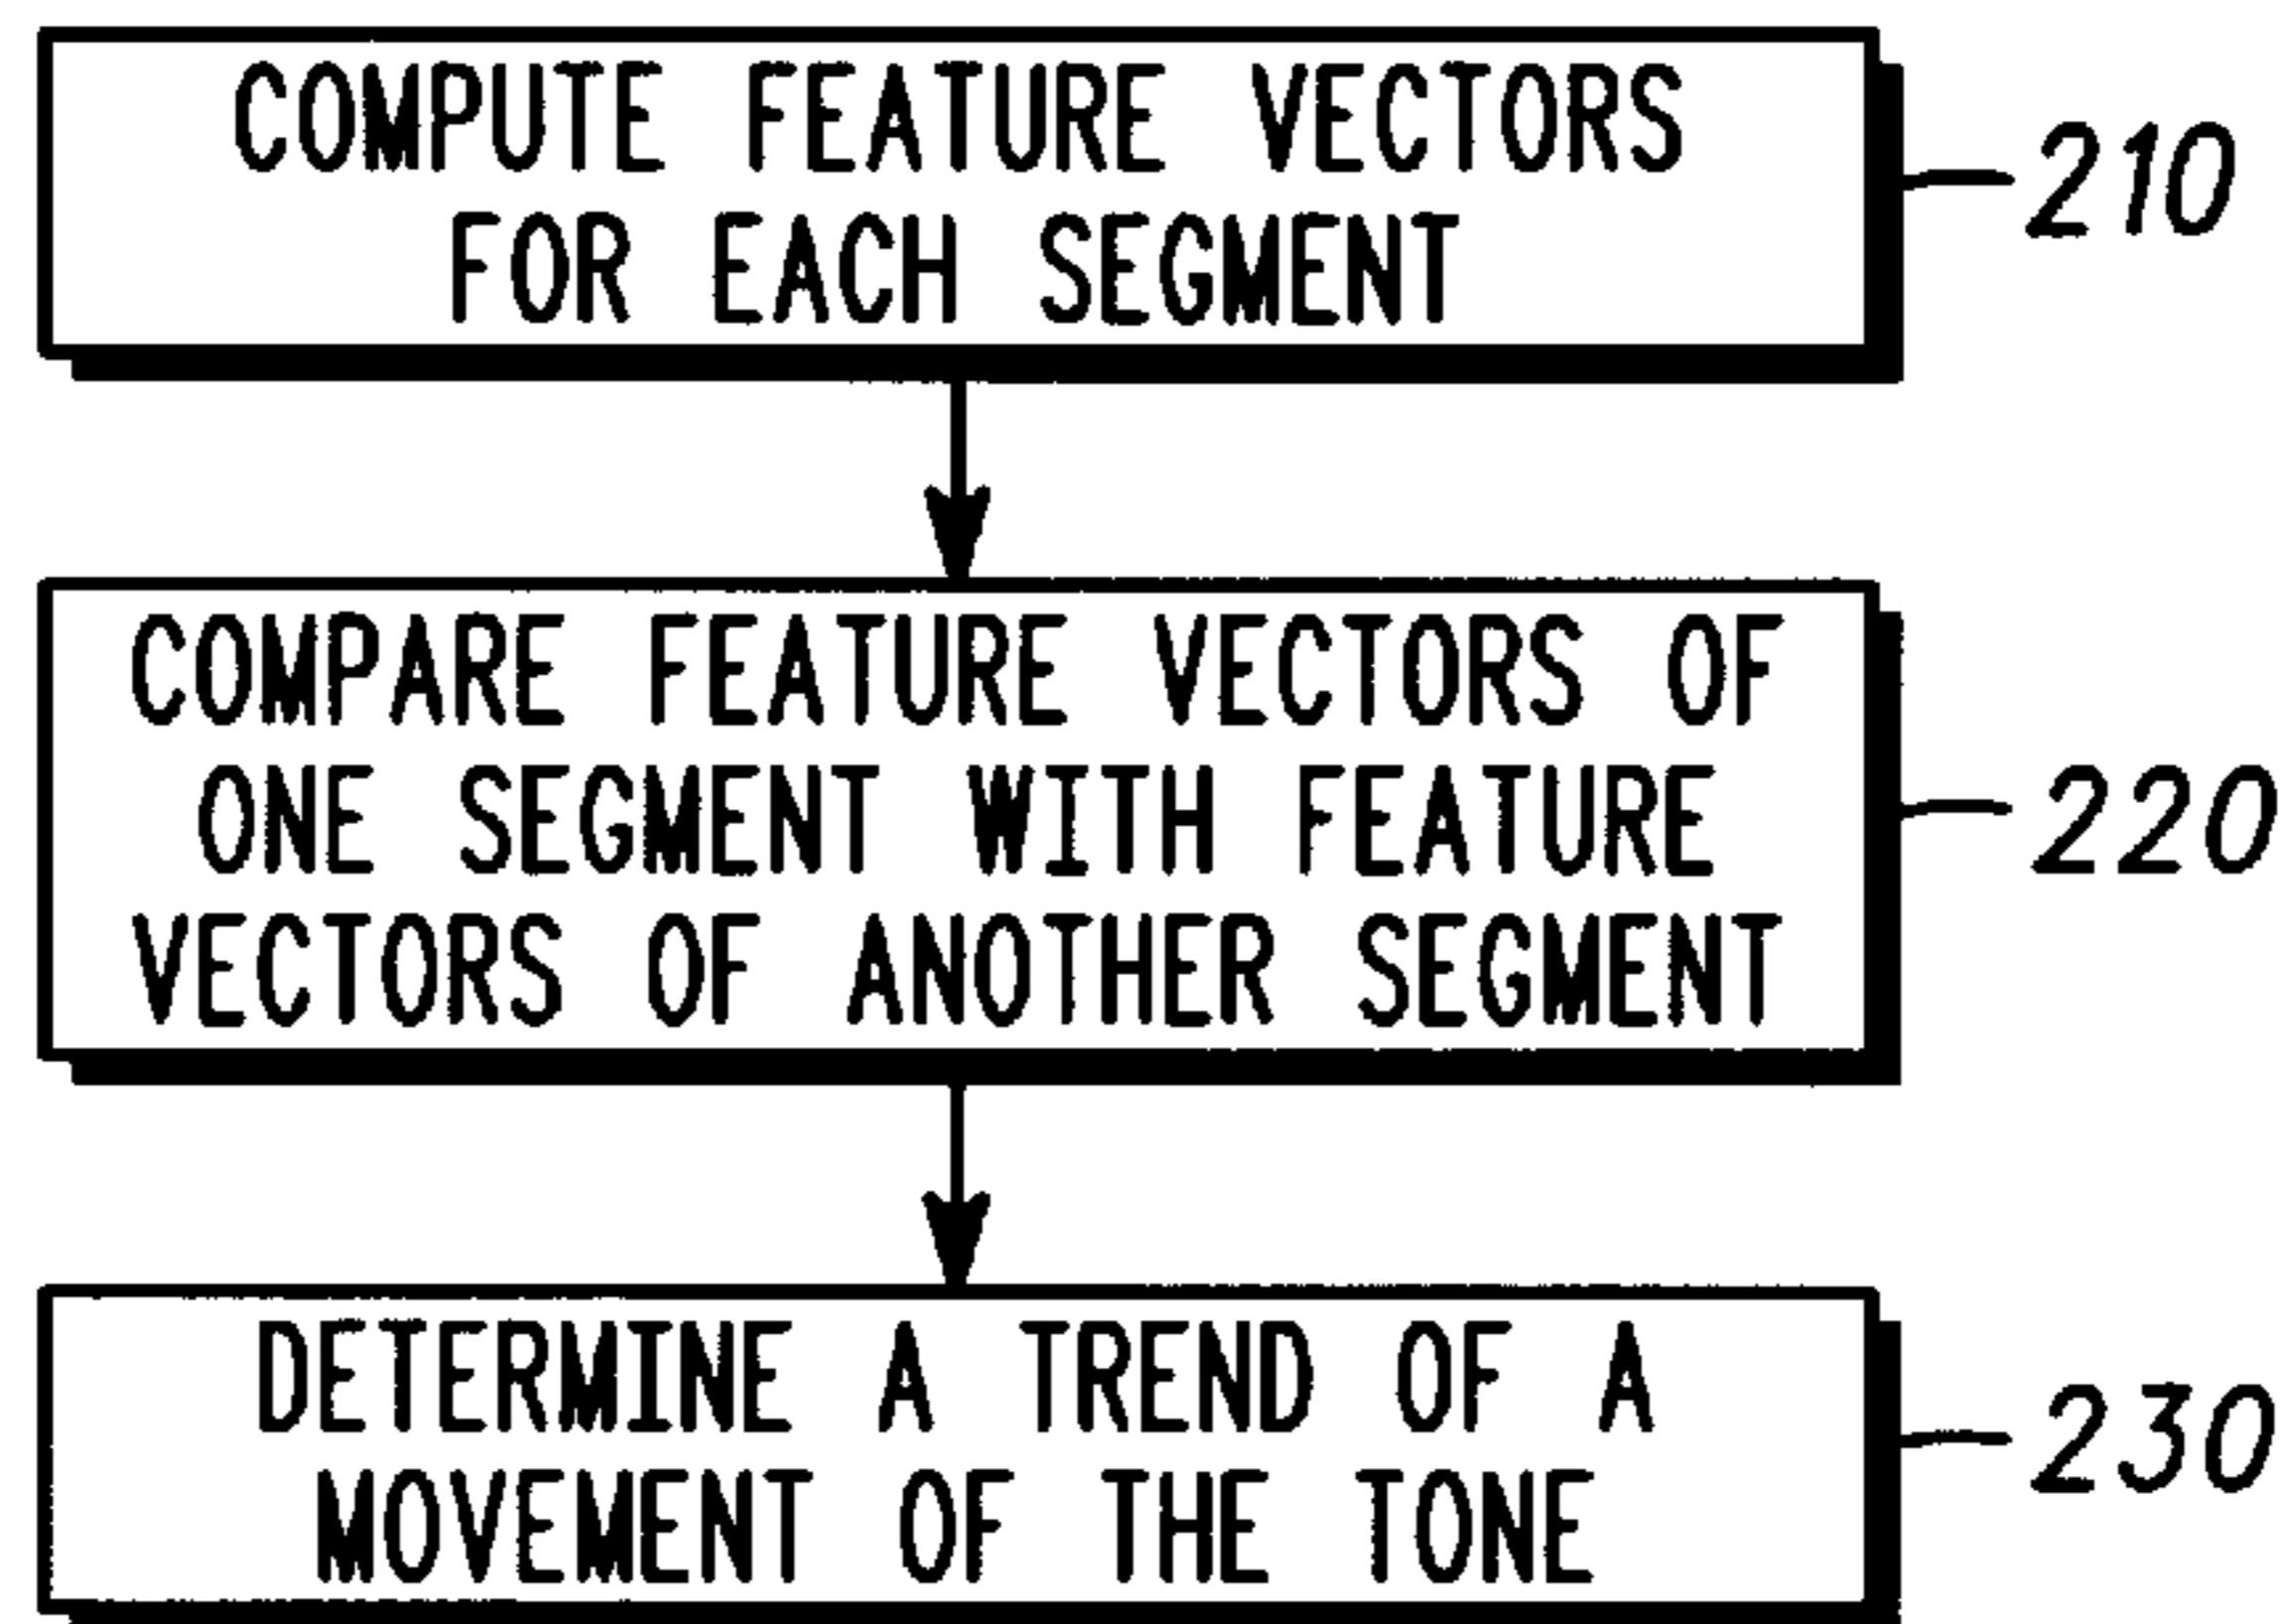 COMPUTE FEATURE VECTORS
FOR EACH SEGMENT
210
COMPARE FEATURE VECTORS OF
ONE SEGMENT WITH FEATURE
VECTORS OF ANOTHER SEGMENT
220
DETERMINE A TREND OF A
MOVEMENT OF THE TONE
230